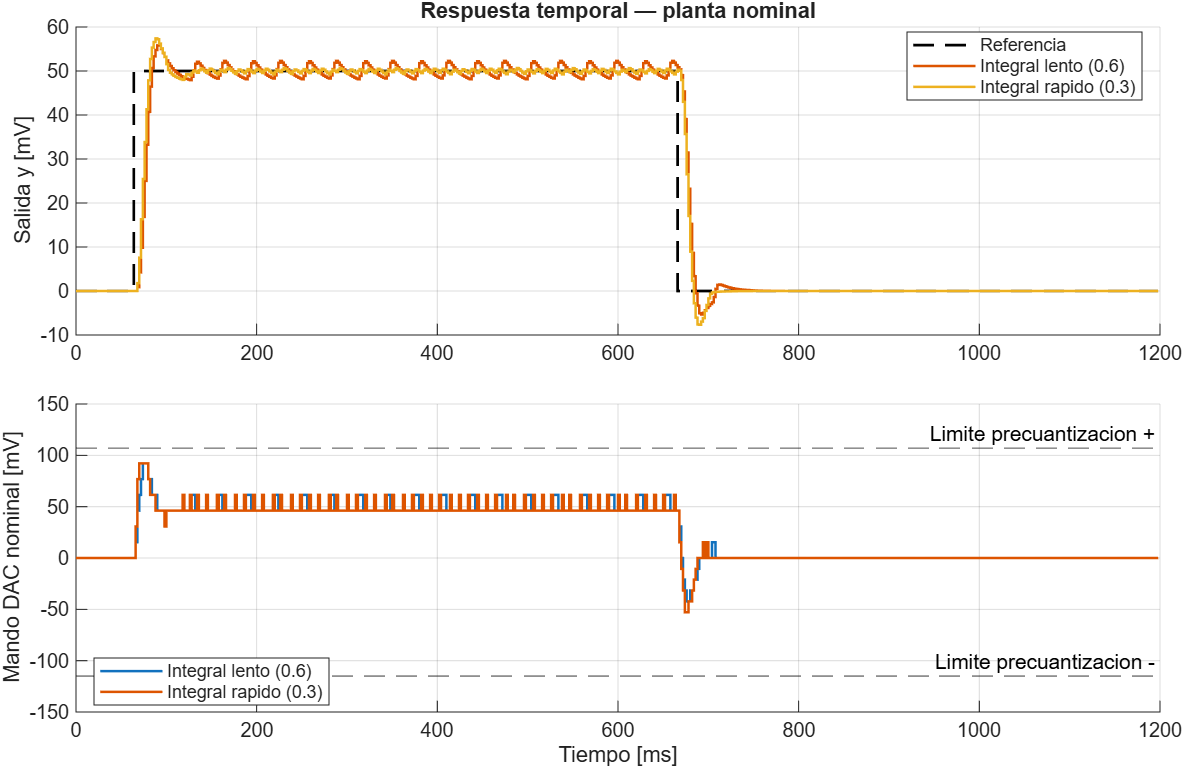 Respuesta temporal — planta nominal
60
50
40
30
20
10
0
-10
Salida y [mV]
Referencia
Integral lento (0.6)
Integral rapido (0.3)
0
200
400
600
800
1000
1200
150
100
50
0
-50
-100
-150
Mando DAC nominal [mV]
Limite precuantizacion +
Limite precuantizacion -
Integral lento (0.6)
Integral rapido (0.3)
0
200
400
600
800
1000
1200
Tiempo [ms]